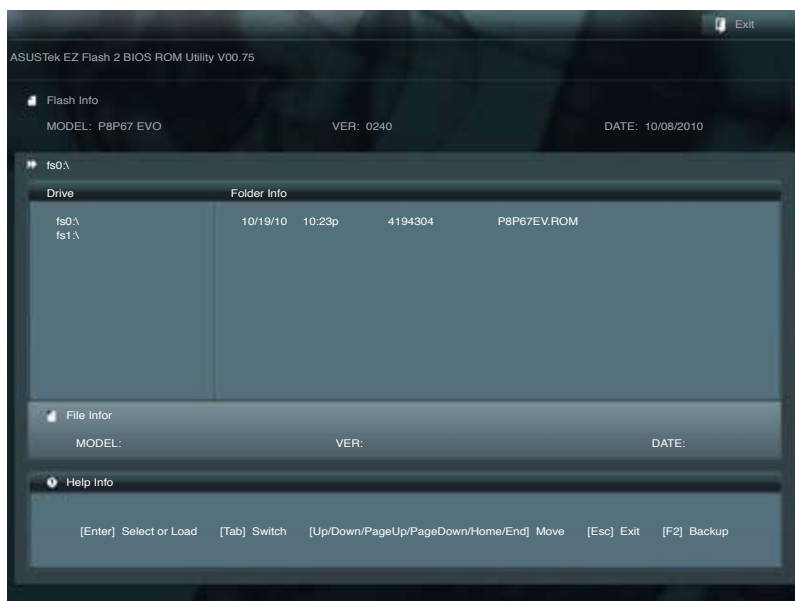 Exit
ASUSTek EZ Flash 2 BIOS ROM Utility V00.75
Flash Info
MODEL: P8P67 EVO VER: 0240 DATE: 10/08/2010
fs0:\
Drive Folder Info
fs0:\ 10/19/10 10:23p 4194304 P8P67EV.ROM
fs1:\
File Infor
MODEL: VER: DATE:
Help Info
[Enter] Select or Load [Tab] Switch [Up/Down/PageUp/PageDown/Home/End] Move [Esc] Exit [F2] Backup